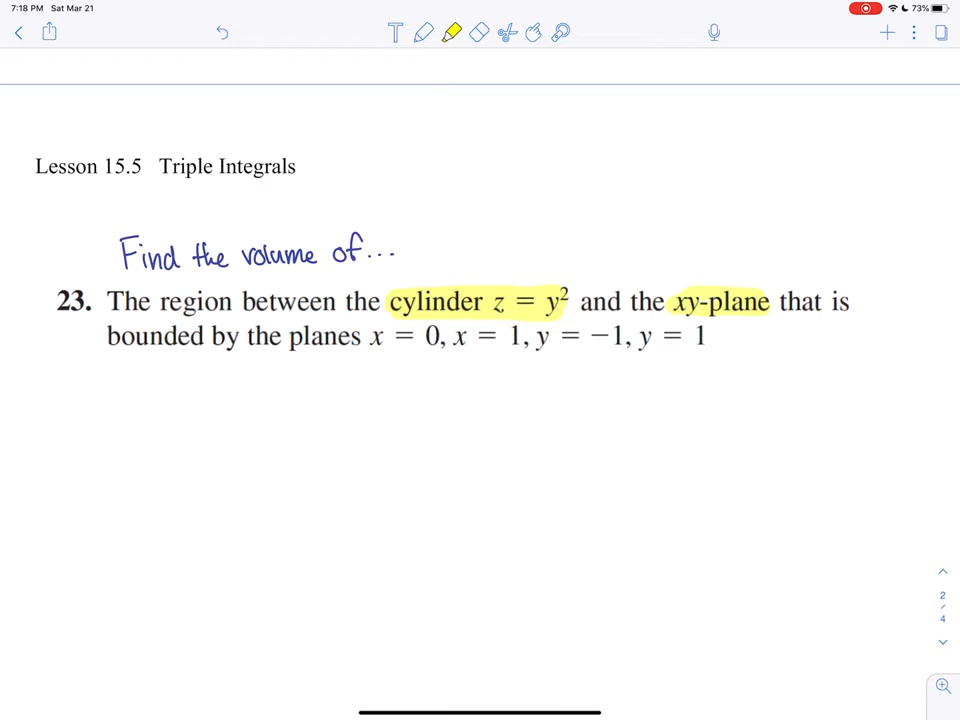 7:18 PM Sat Mar 21
73%
T
Lesson 15.5 Triple Integrals
Find the volume of...
23. The region between the cylinder z = y² and the xy-plane that is
bounded by the planes x = 0, x = 1, y = −1, y = 1
2
/
4